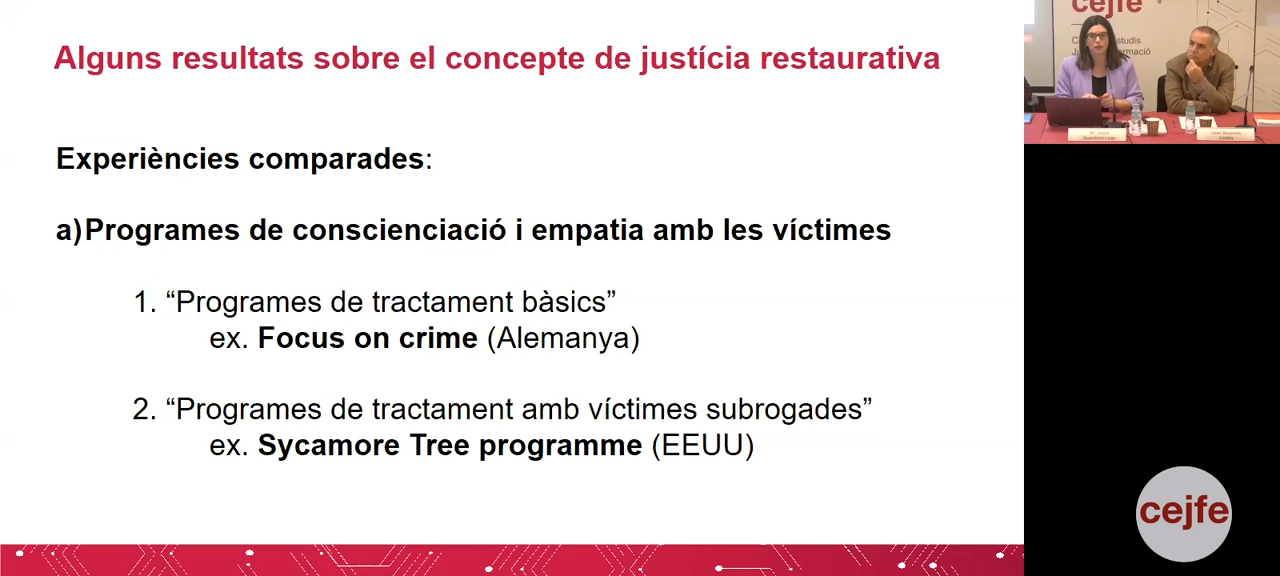 Alguns resultats sobre el concepte de justícia restaurativa
Experiències comparades:
a)Programes de conscienciació i empatia amb les víctimes
1. “Programes de tractament bàsics”
ex. Focus on crime (Alemanya)
2. “Programes de tractament amb víctimes subrogades”
ex. Sycamore Tree programme (EEUU)
cejfe
cejfe